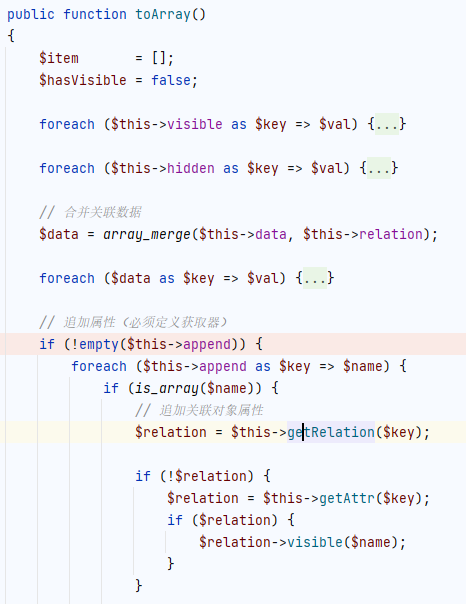 public function toArray()
{
    $item       = [];
    $hasVisible = false;

    foreach ($this->visible as $key => $val) {...}

    foreach ($this->hidden as $key => $val) {...}

    // 合并关联数据
    $data = array_merge($this->data, $this->relation);

    foreach ($data as $key => $val) {...}

    // 追加属性（必须定义获取器）
    if (!empty($this->append)) {
        foreach ($this->append as $key => $name) {
            if (is_array($name)) {
                // 追加关联对象属性
                $relation = $this->getRelation($key);

                if (!$relation) {
                    $relation = $this->getAttr($key);
                    if ($relation) {
                        $relation->visible($name);
                    }
                }